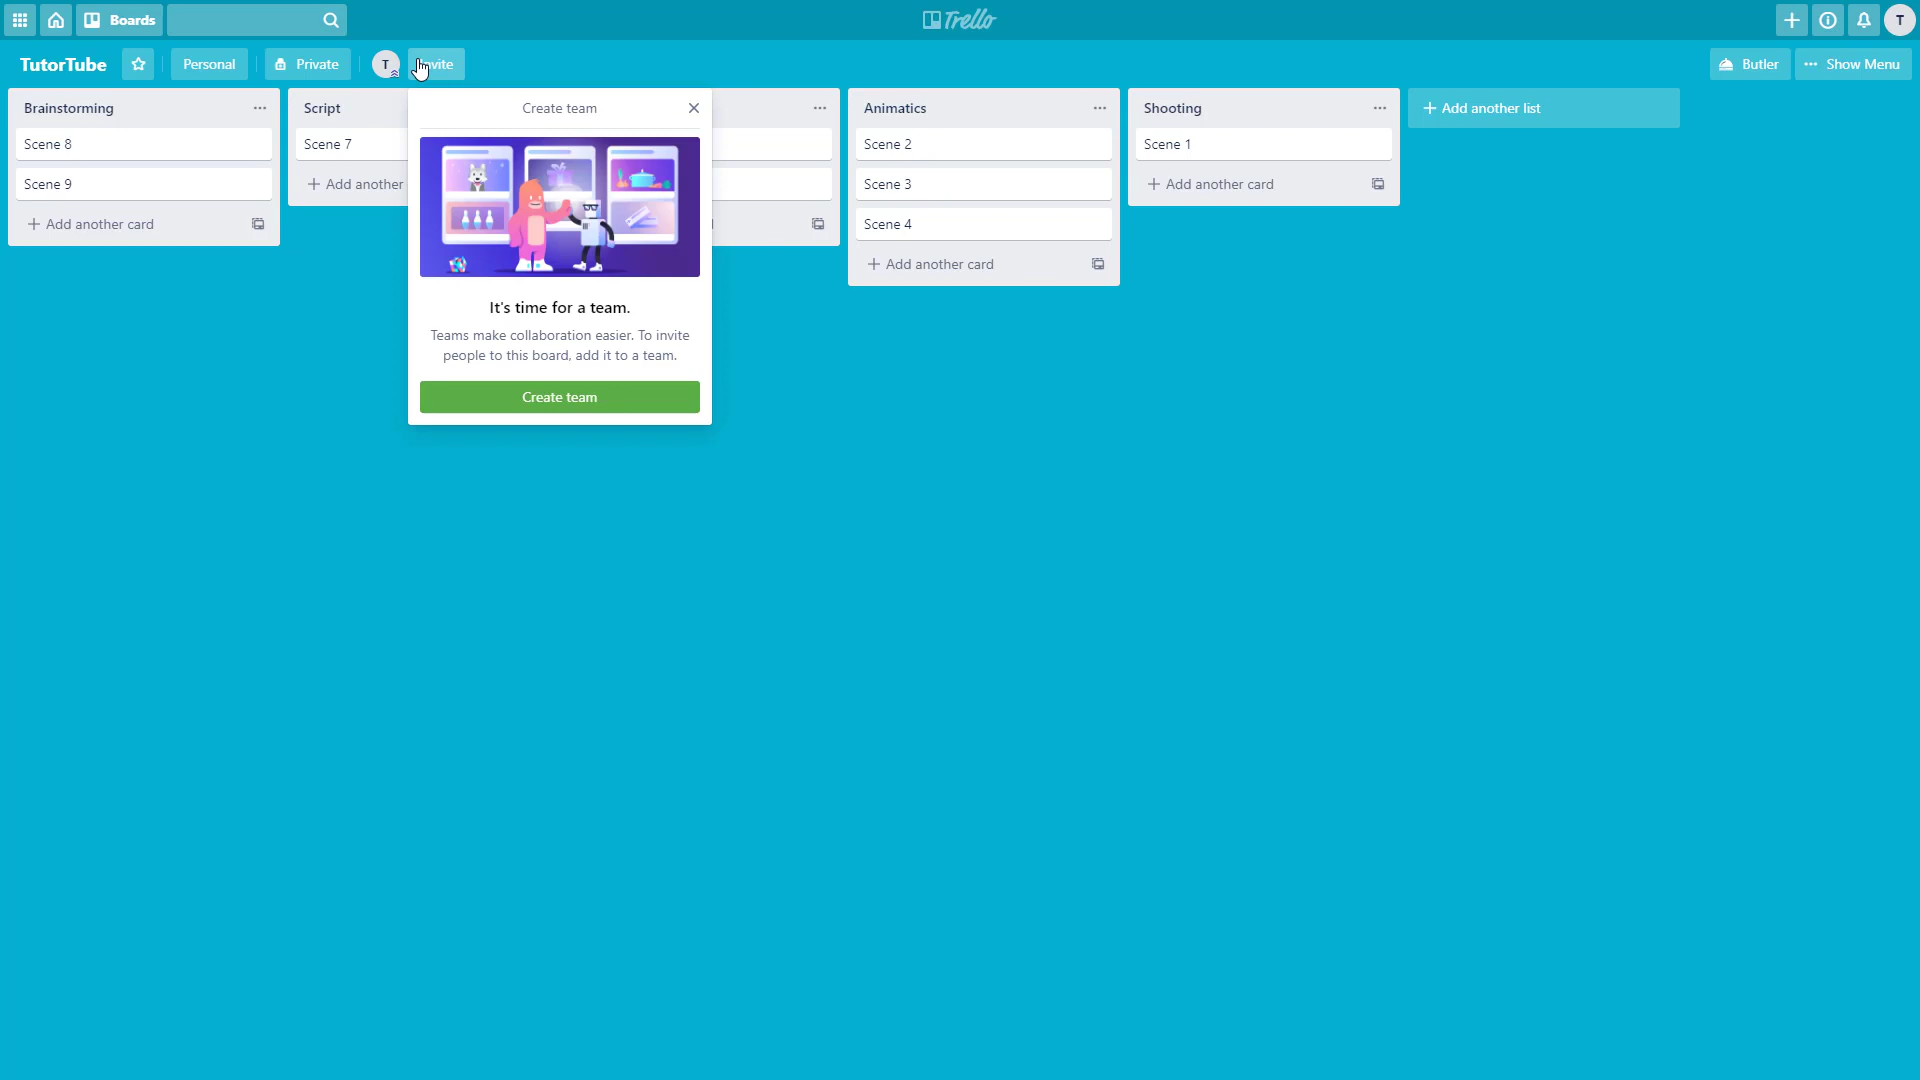 Boards
Trello
T
TutorTube
Personal
Private
T
Butler
Show Menu
Brainstorming
Scene 8
Scene 9
Add another card
Script
Scene 7
Add another
Create team
It's time for a team.
Teams make collaboration easier. To invite
people to this board, add it to a team.
Create team
Animatics
Scene 2
Scene 3
Scene 4
Add another card
Shooting
Scene 1
Add another card
Add another list